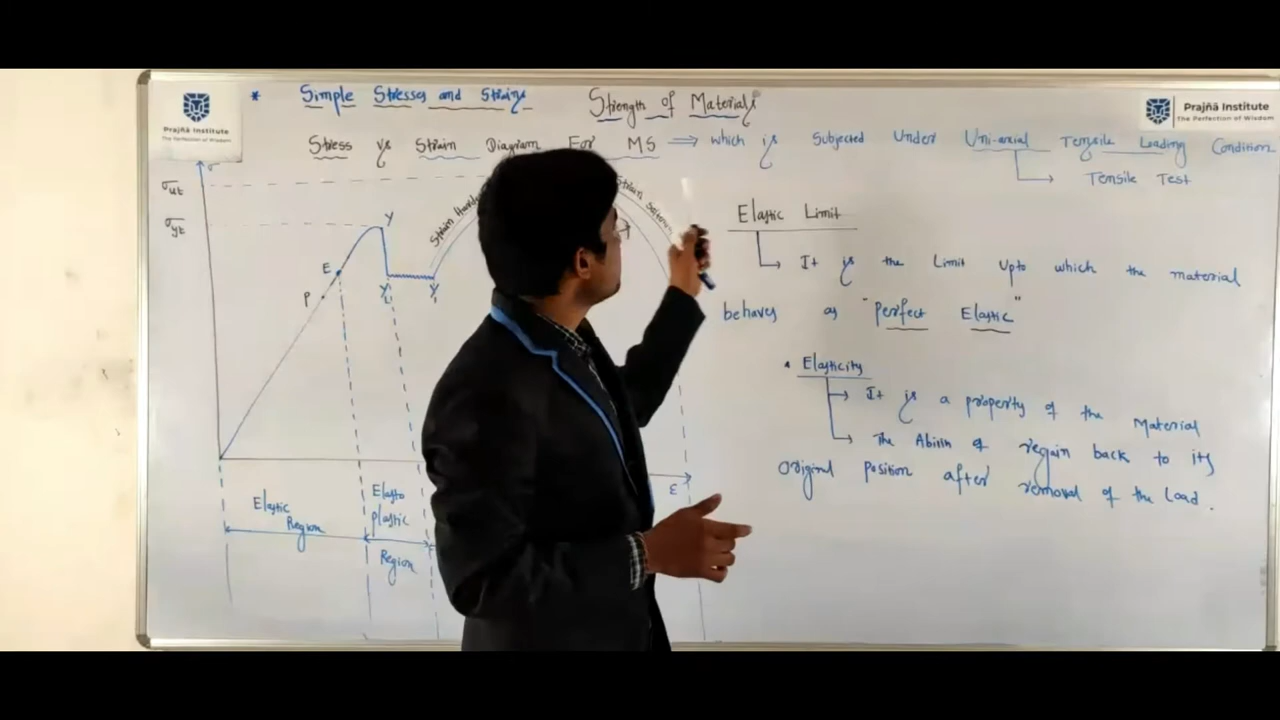 Prajñā Institute
The Perfection of Wisdom
* Simple Stresses and Strains
Strength of Materials
Prajñā Institute
The Perfection of Wisdom
Stress vs Strain Diagram For MS ⇒ which is Subjected Under Uni-axial Tensile Loading Condition
Tensile Test
σ
σut
σyt
Y
E
P
Strain
Strain
ε
Elastic Region
Elasto plastic Region
Elastic Limit
It is the Limit Upto which the material
behaves as "perfect Elastic"
Elasticity
It is a property of the Material
The Ability of regain back to its
Original position after removal of the Load.